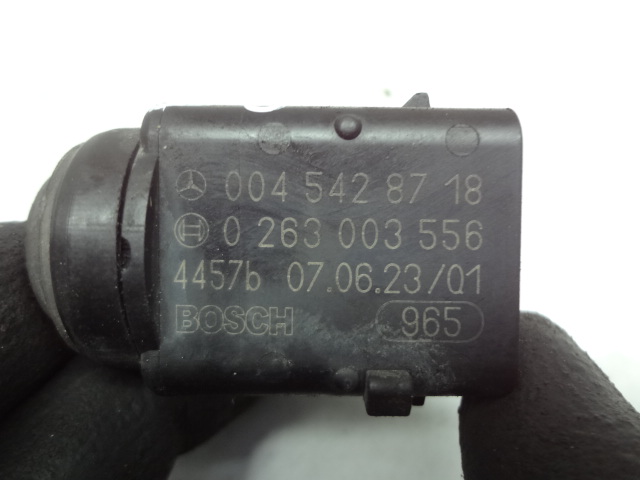 004 542 87 18
0 263 003 556
4457b 07.06.23/01
BOSCH 965